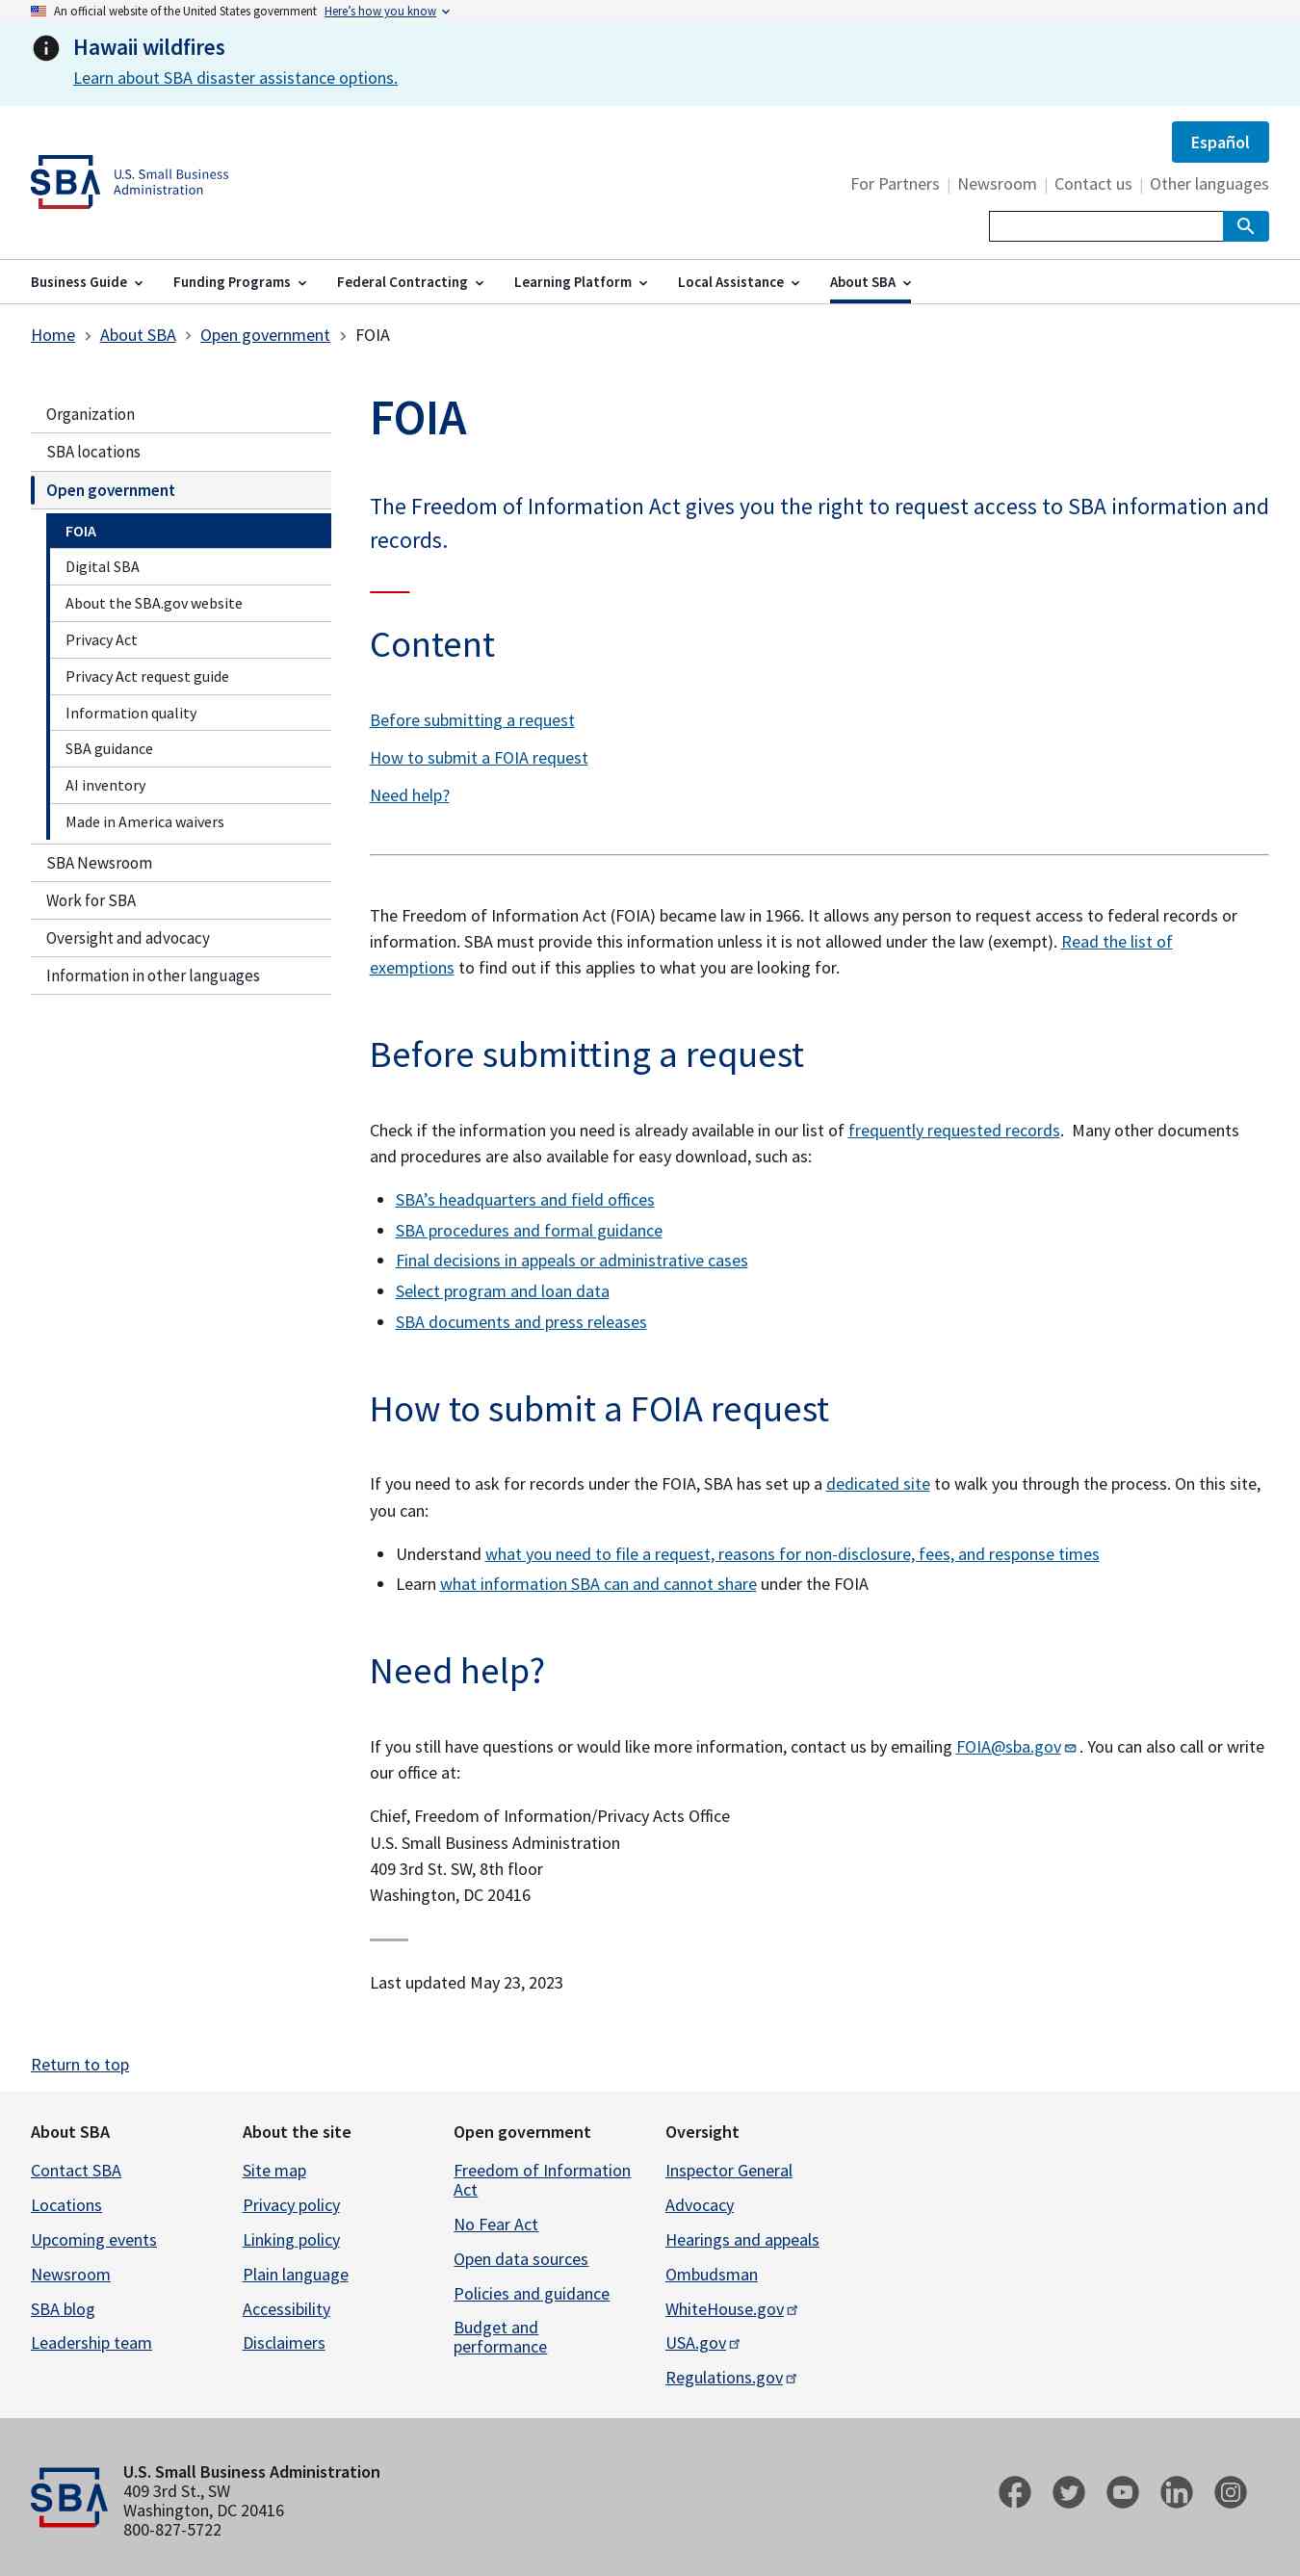 An official website of the United States government Here’s how you know
Hawaii wildfires
Learn about SBA disaster assistance options.
Español
SBA U.S. Small Business
Administration
For Partners | Newsroom | Contact us | Other languages
Business Guide Funding Programs Federal Contracting Learning Platform Local Assistance About SBA
Home > About SBA > Open government > FOIA
Organization
SBA locations
Open government
FOIA
Digital SBA
About the SBA.gov website
Privacy Act
Privacy Act request guide
Information quality
SBA guidance
AI inventory
Made in America waivers
SBA Newsroom
Work for SBA
Oversight and advocacy
Information in other languages
FOIA
The Freedom of Information Act gives you the right to request access to SBA information and
records.
Content
Before submitting a request
How to submit a FOIA request
Need help?
The Freedom of Information Act (FOIA) became law in 1966. It allows any person to request access to federal records or
information. SBA must provide this information unless it is not allowed under the law (exempt). Read the list of
exemptions to find out if this applies to what you are looking for.
Before submitting a request
Check if the information you need is already available in our list of frequently requested records. Many other documents
and procedures are also available for easy download, such as:
• SBA’s headquarters and field offices
• SBA procedures and formal guidance
• Final decisions in appeals or administrative cases
• Select program and loan data
• SBA documents and press releases
How to submit a FOIA request
If you need to ask for records under the FOIA, SBA has set up a dedicated site to walk you through the process. On this site,
you can:
• Understand what you need to file a request, reasons for non-disclosure, fees, and response times
• Learn what information SBA can and cannot share under the FOIA
Need help?
If you still have questions or would like more information, contact us by emailing FOIA@sba.gov. You can also call or write
our office at:
Chief, Freedom of Information/Privacy Acts Office
U.S. Small Business Administration
409 3rd St. SW, 8th floor
Washington, DC 20416
Last updated May 23, 2023
Return to top
About SBA
Contact SBA
Locations
Upcoming events
Newsroom
SBA blog
Leadership team
About the site
Site map
Privacy policy
Linking policy
Plain language
Accessibility
Disclaimers
Open government
Freedom of Information
Act
No Fear Act
Open data sources
Policies and guidance
Budget and
performance
Oversight
Inspector General
Advocacy
Hearings and appeals
Ombudsman
WhiteHouse.gov
USA.gov
Regulations.gov
SBA
U.S. Small Business Administration
409 3rd St., SW
Washington, DC 20416
800-827-5722